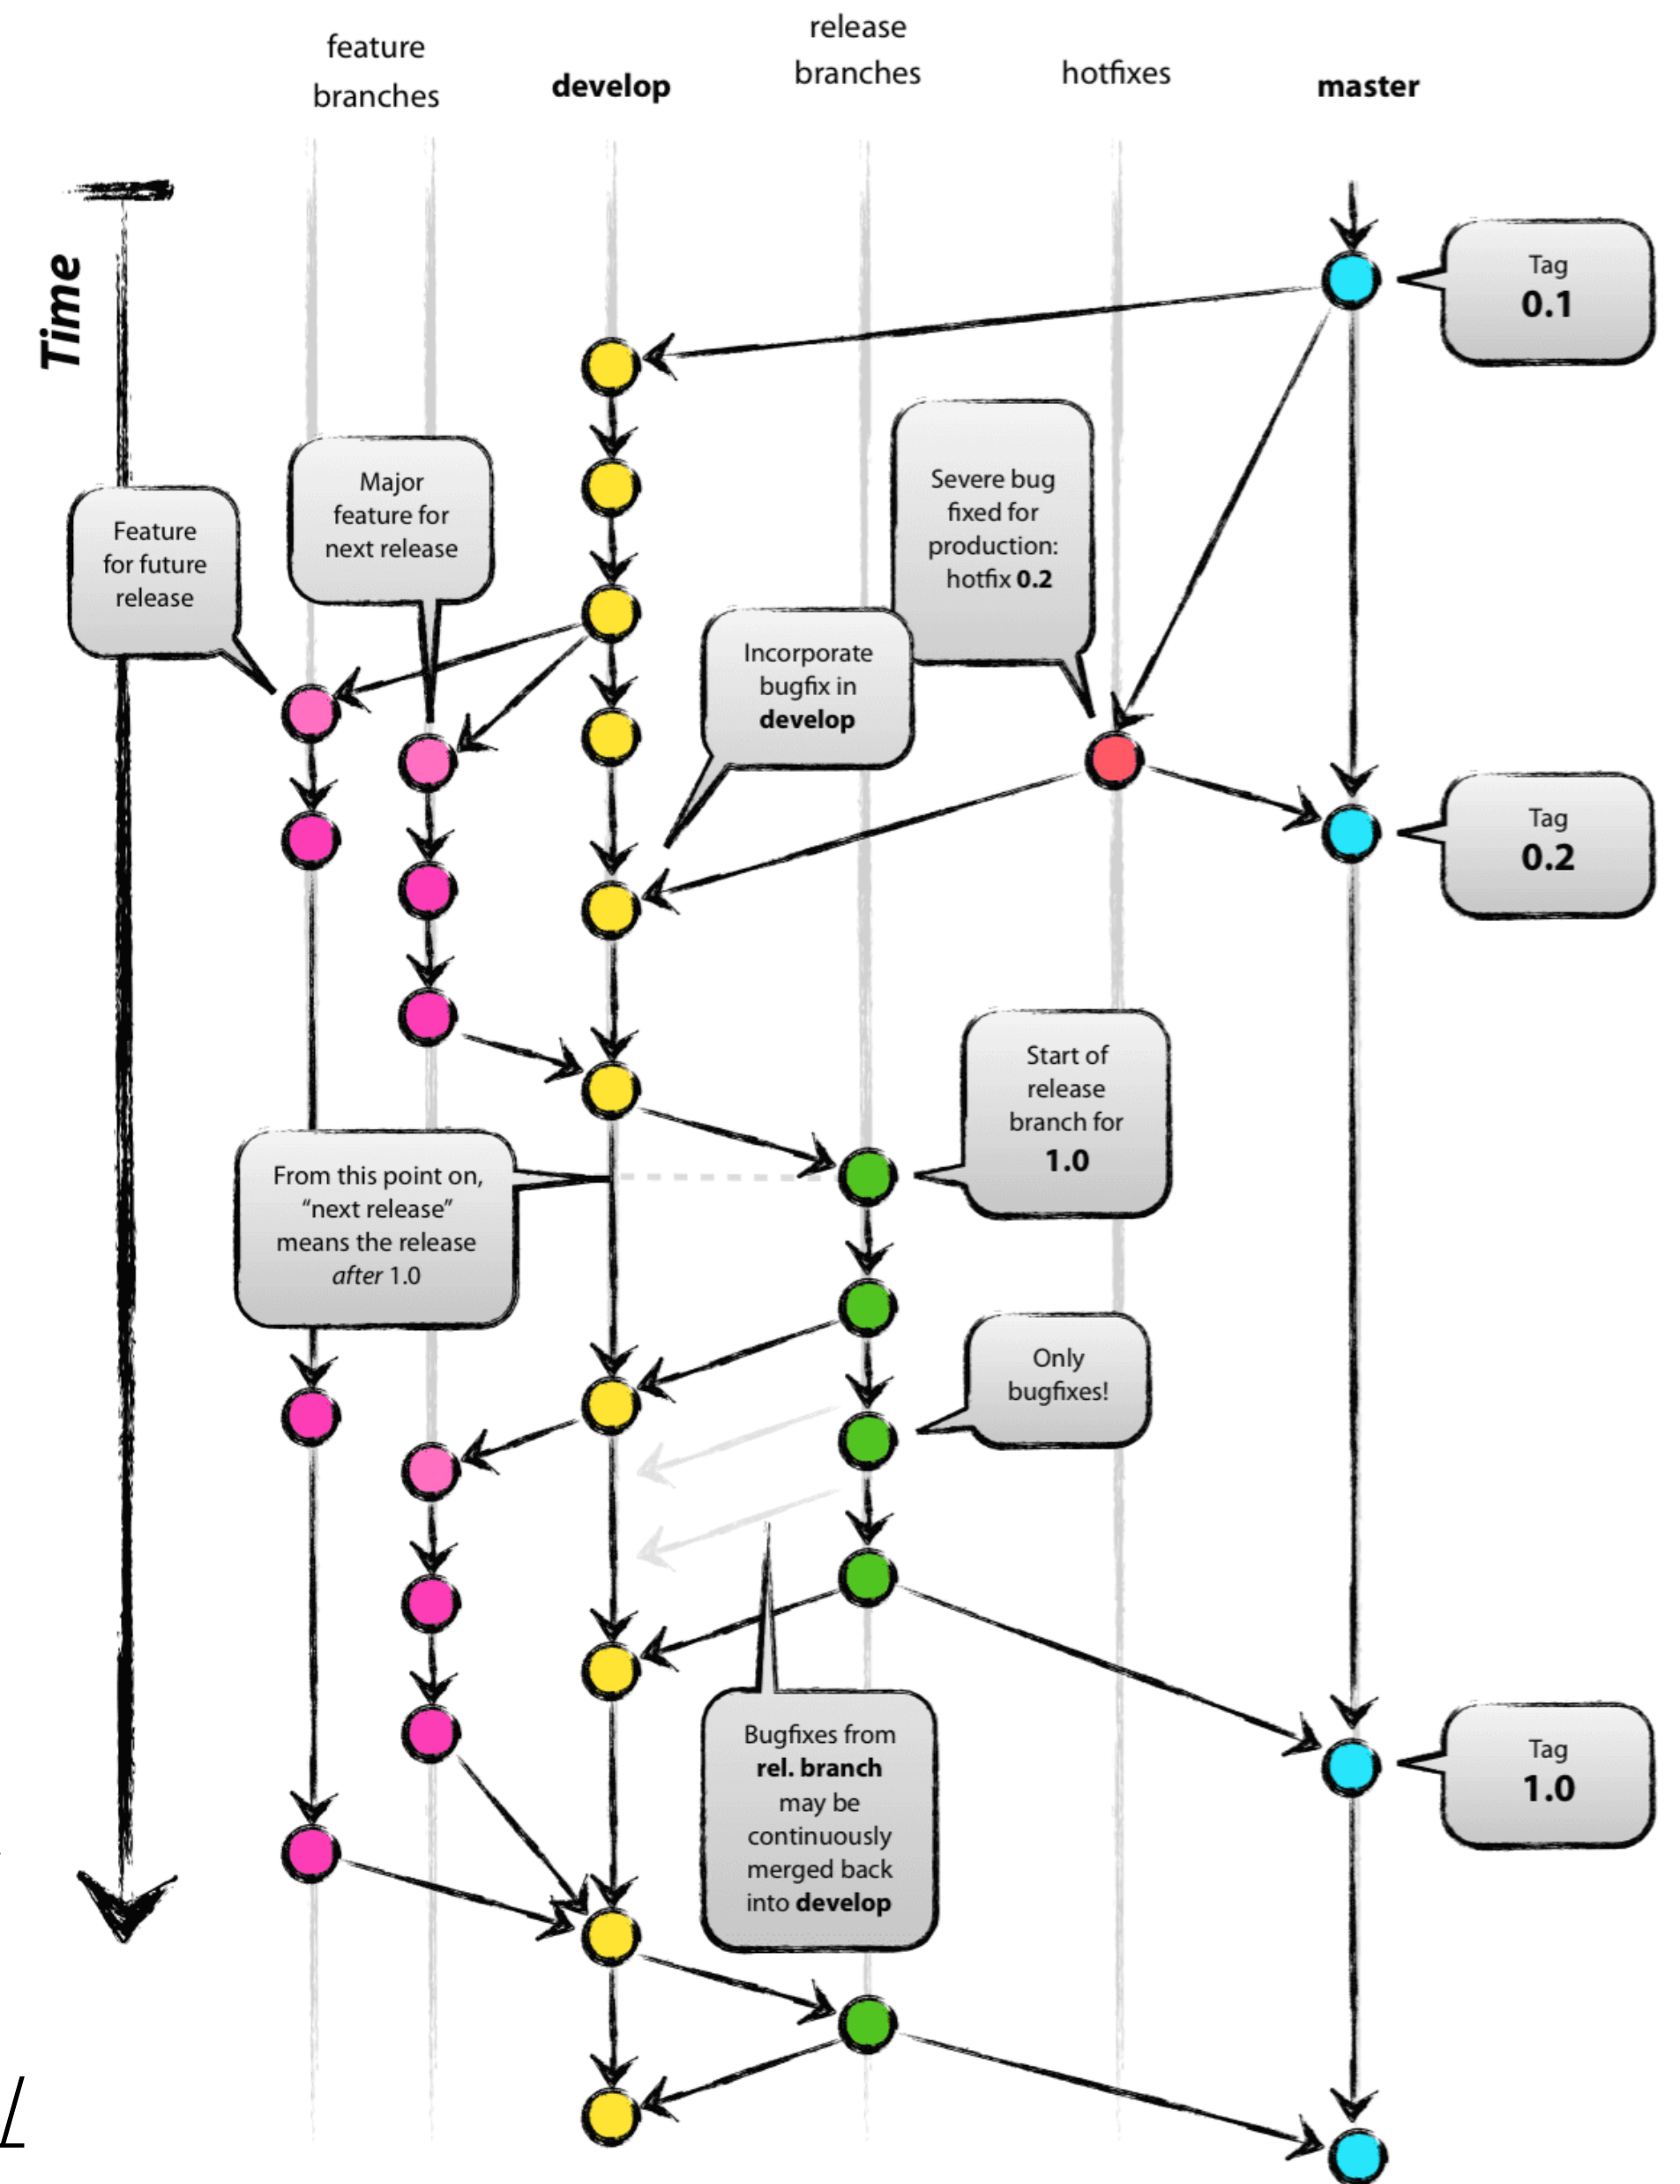 feature
branches
develop
release
branches
hotfixes
master
Time
Tag
0.1
Feature
for future
release
Major
feature for
next release
Severe bug
fixed for
production:
hotfix 0.2
Incorporate
bugfix in
develop
Tag
0.2
Start of
release
branch for
1.0
From this point on,
“next release”
means the release
after 1.0
Only
bugfixes!
Bugfixes from
rel. branch
may be
continuously
merged back
into develop
Tag
1.0